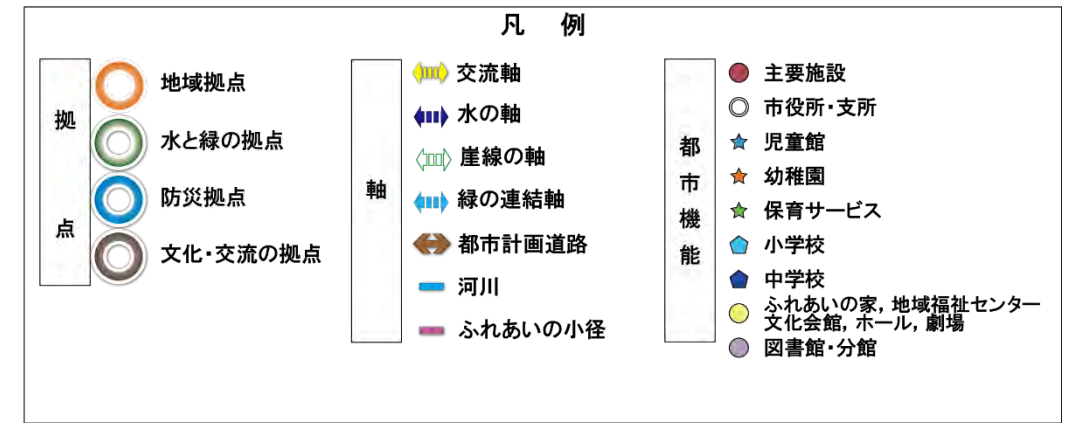 凡 例
拠点
地域拠点
水と緑の拠点
防災拠点
文化・交流の拠点
軸
交流軸
水の軸
崖線の軸
緑の連結軸
都市計画道路
河川
ふれあいの小径
都市機能
主要施設
市役所・支所
児童館
幼稚園
保育サービス
小学校
中学校
ふれあいの家，地域福祉センター
文化会館，ホール，劇場
図書館・分館